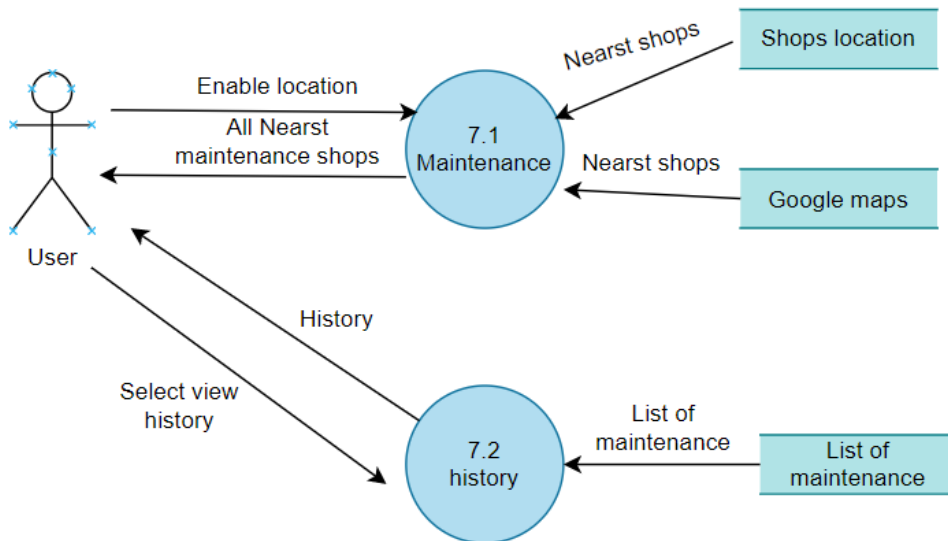 Shops location
Nearst shops
Enable location
7.1
Maintenance
All Nearst
maintenance shops
Nearst shops
Google maps
User
History
Select view
history
7.2
history
List of
maintenance
List of
maintenance